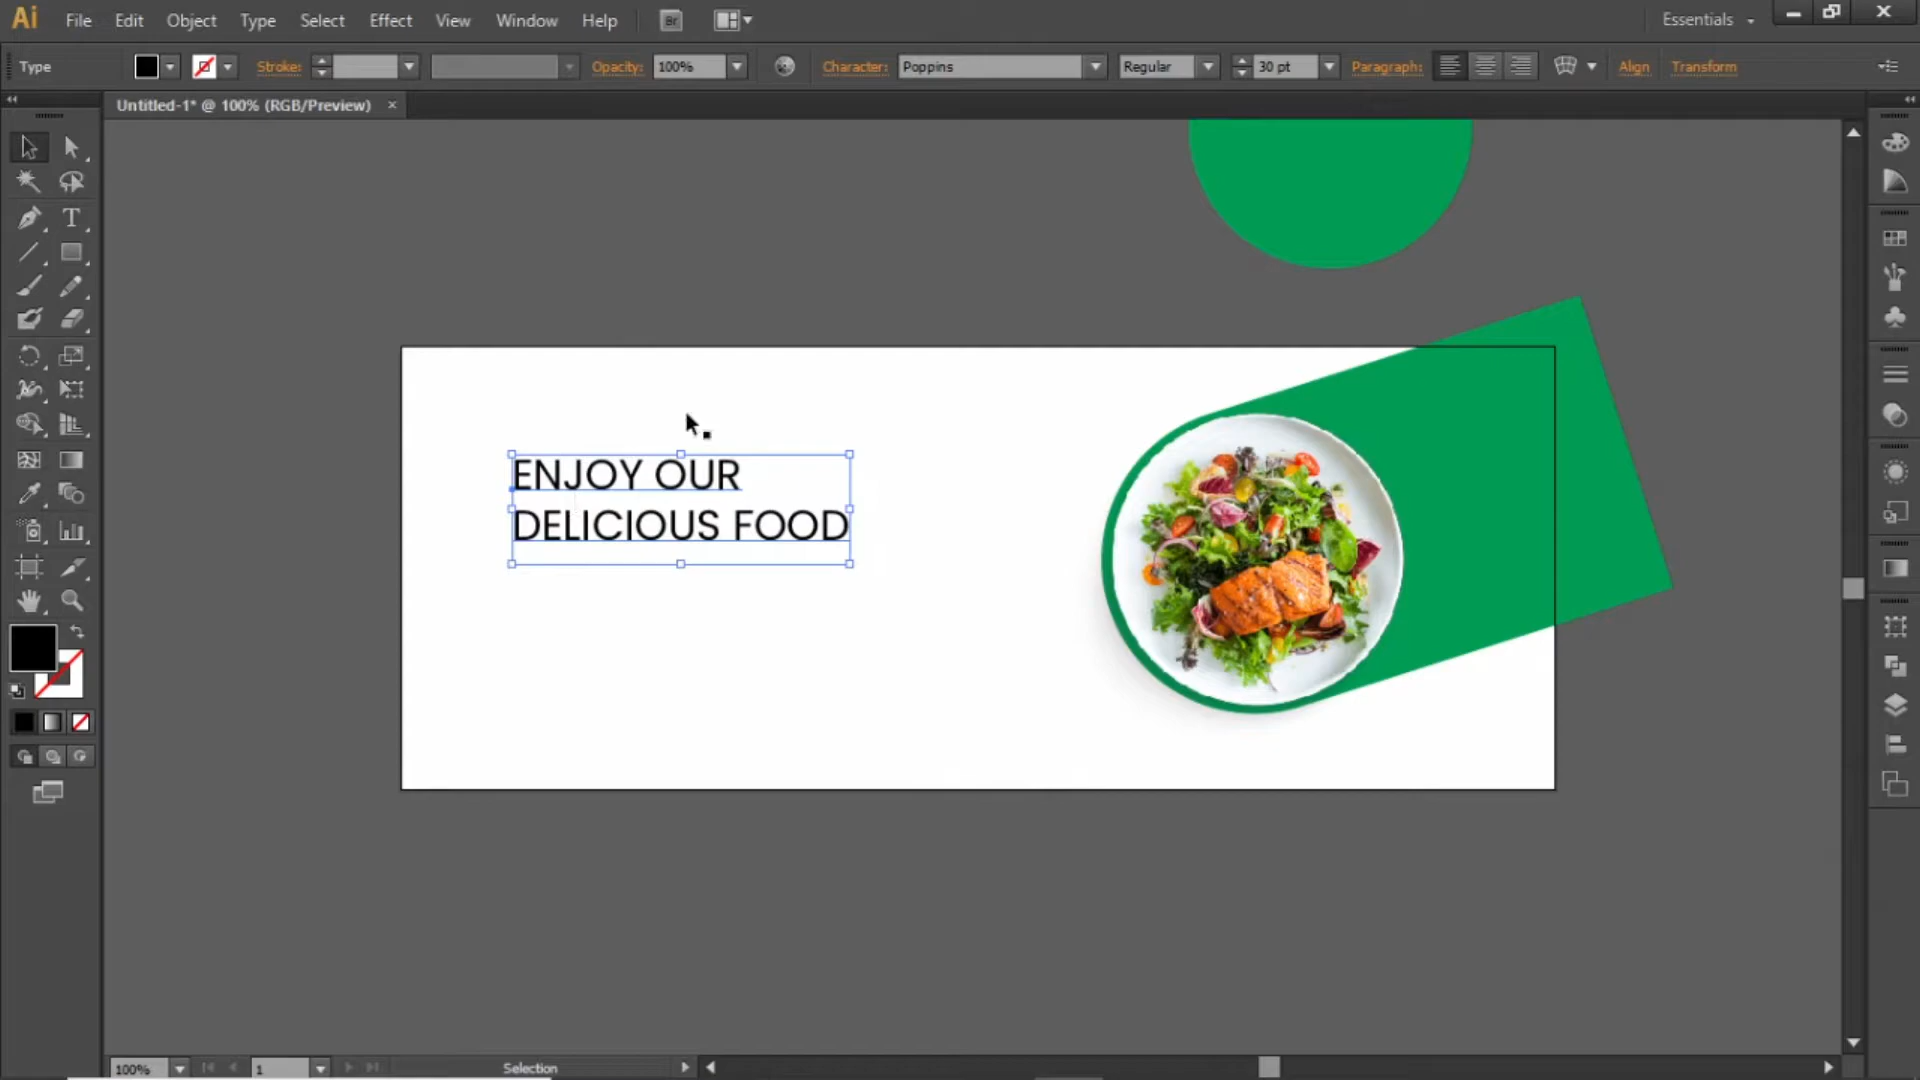 Ai File Edit Object Type Select Effect View Window Help Br Essentials
Type Stroke: Opacity: 100% Character: Poppins Regular 30 pt Paragraph: Align Transform
Untitled-1* @ 100% (RGB/Preview) ×
T
ENJOY OUR
DELICIOUS FOOD
100% 1 Selection